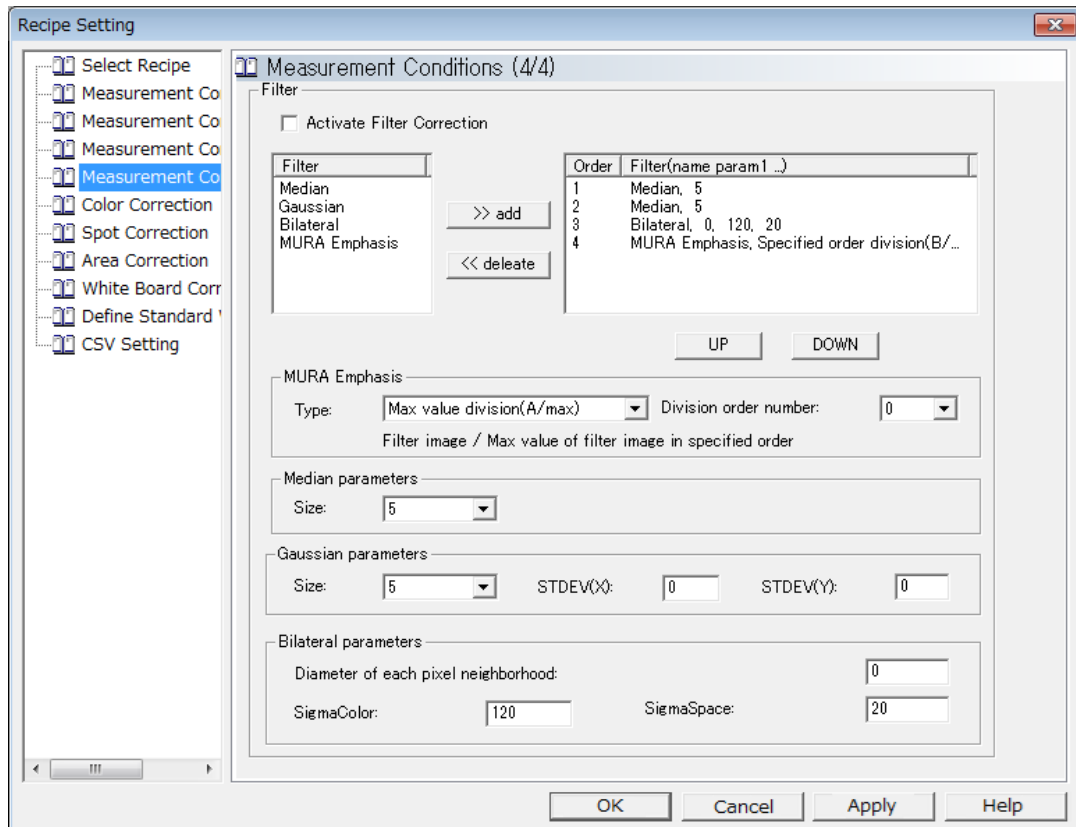 Recipe Setting
Select Recipe
Measurement Co
Measurement Co
Measurement Co
Measurement Co
Color Correction
Spot Correction
Area Correction
White Board Corr
Define Standard
CSV Setting
Measurement Conditions (4/4)
Filter
Activate Filter Correction
Filter
Median
Gaussian
Bilateral
MURA Emphasis
>> add
<< deleate
Order Filter(name param1 ...)
1 Median, 5
2 Median, 5
3 Bilateral, 0, 120, 20
4 MURA Emphasis, Specified order division(B/...
UP DOWN
MURA Emphasis
Type: Max value division(A/max) Division order number: 0
Filter image / Max value of filter image in specified order
Median parameters
Size: 5
Gaussian parameters
Size: 5 STDEV(X): 0 STDEV(Y): 0
Bilateral parameters
Diameter of each pixel neighborhood: 0
SigmaColor: 120 SigmaSpace: 20
OK Cancel Apply Help